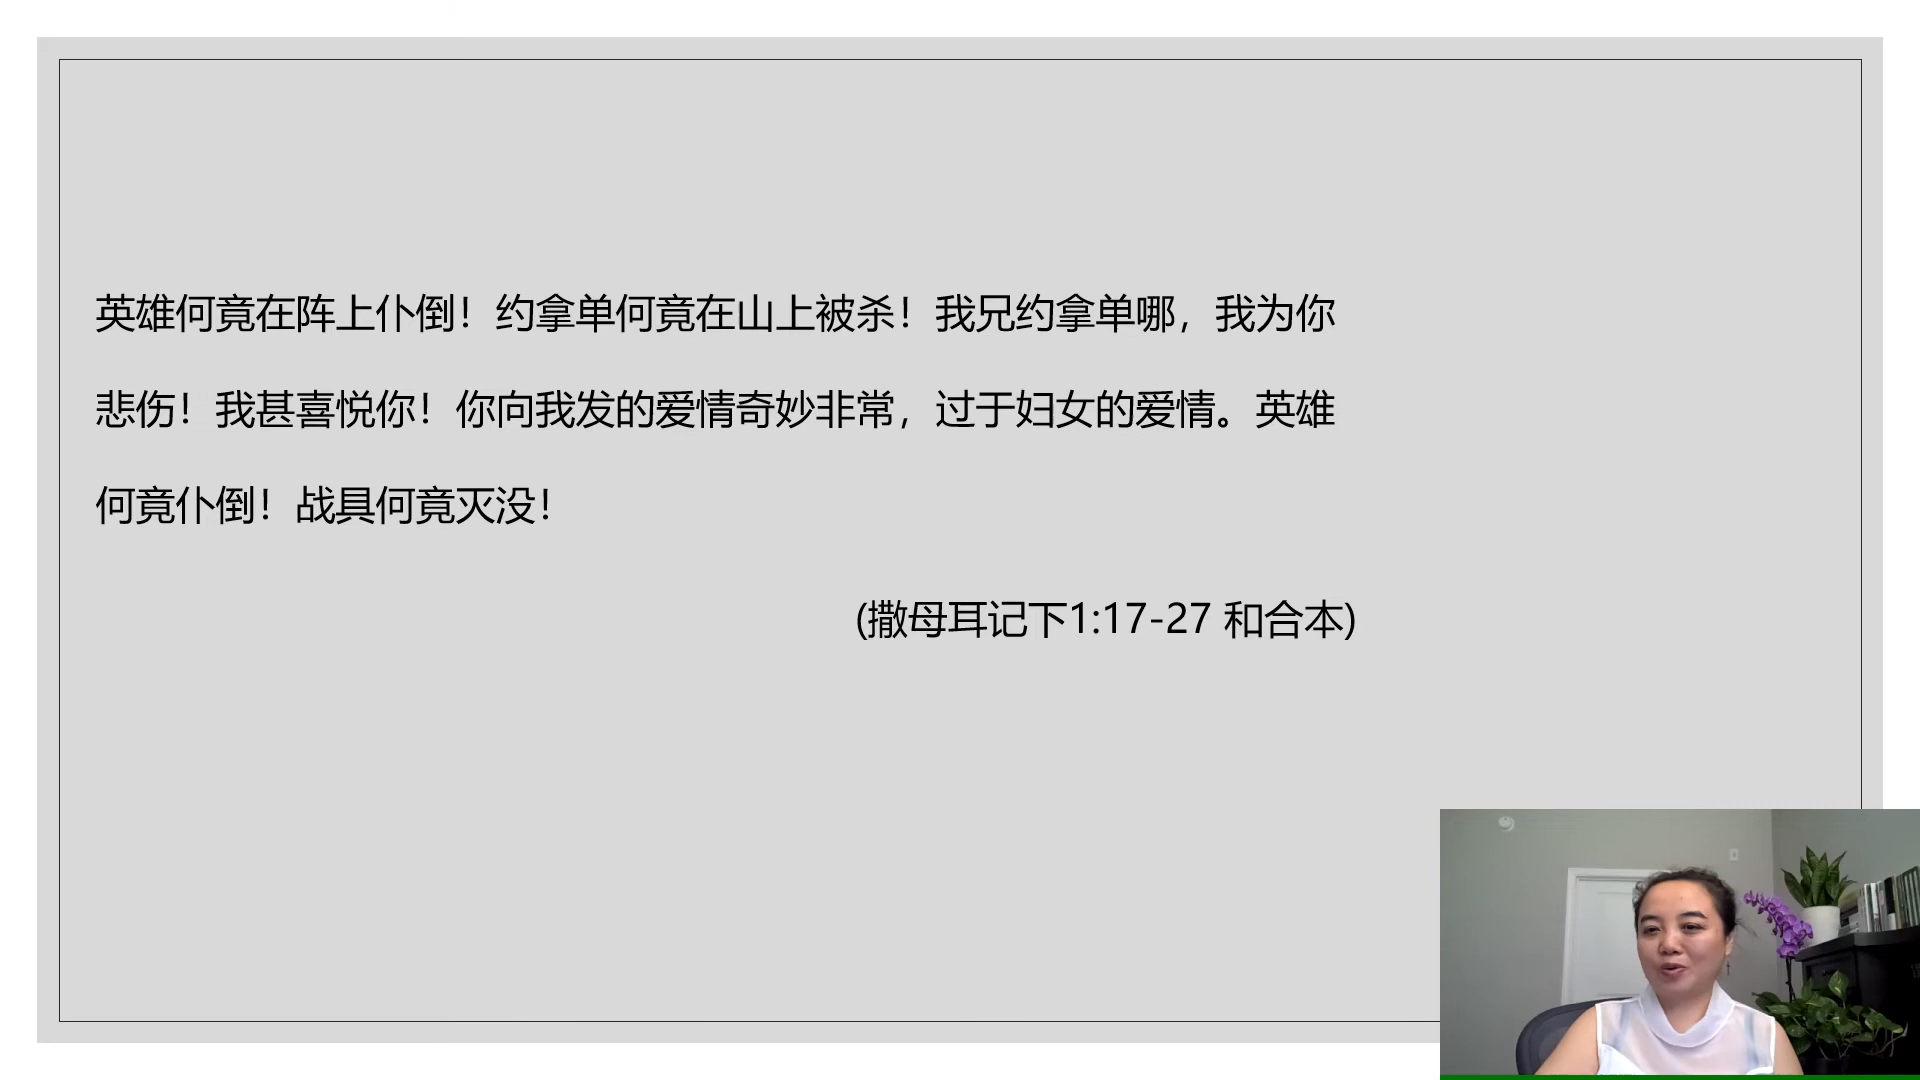 英雄何竟在阵上仆倒！约拿单何竟在山上被杀！我兄约拿单哪，我为你
悲伤！我甚喜悦你！你向我发的爱情奇妙非常，过于妇女的爱情。英雄
何竟仆倒！战具何竟灭没！
(撒母耳记下1:17-27 和合本)